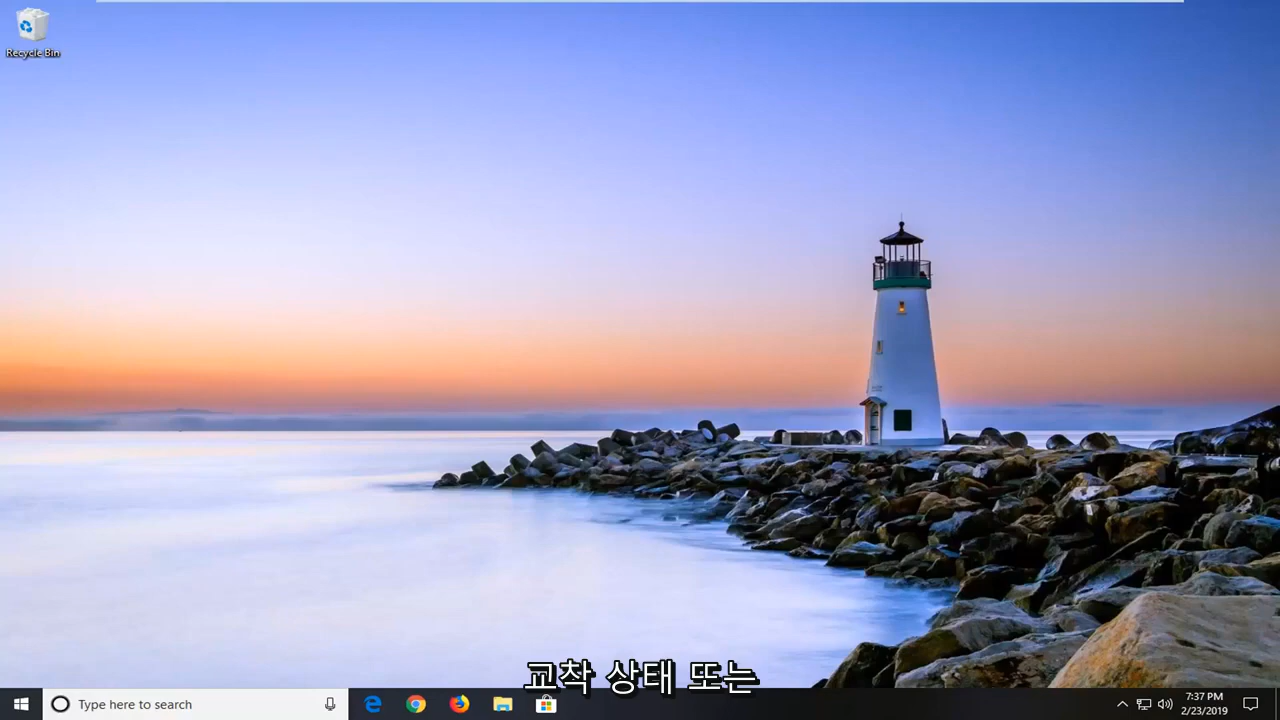 Recycle Bin
교착 상태 또는
Type here to search
7:37 PM
2/23/2019